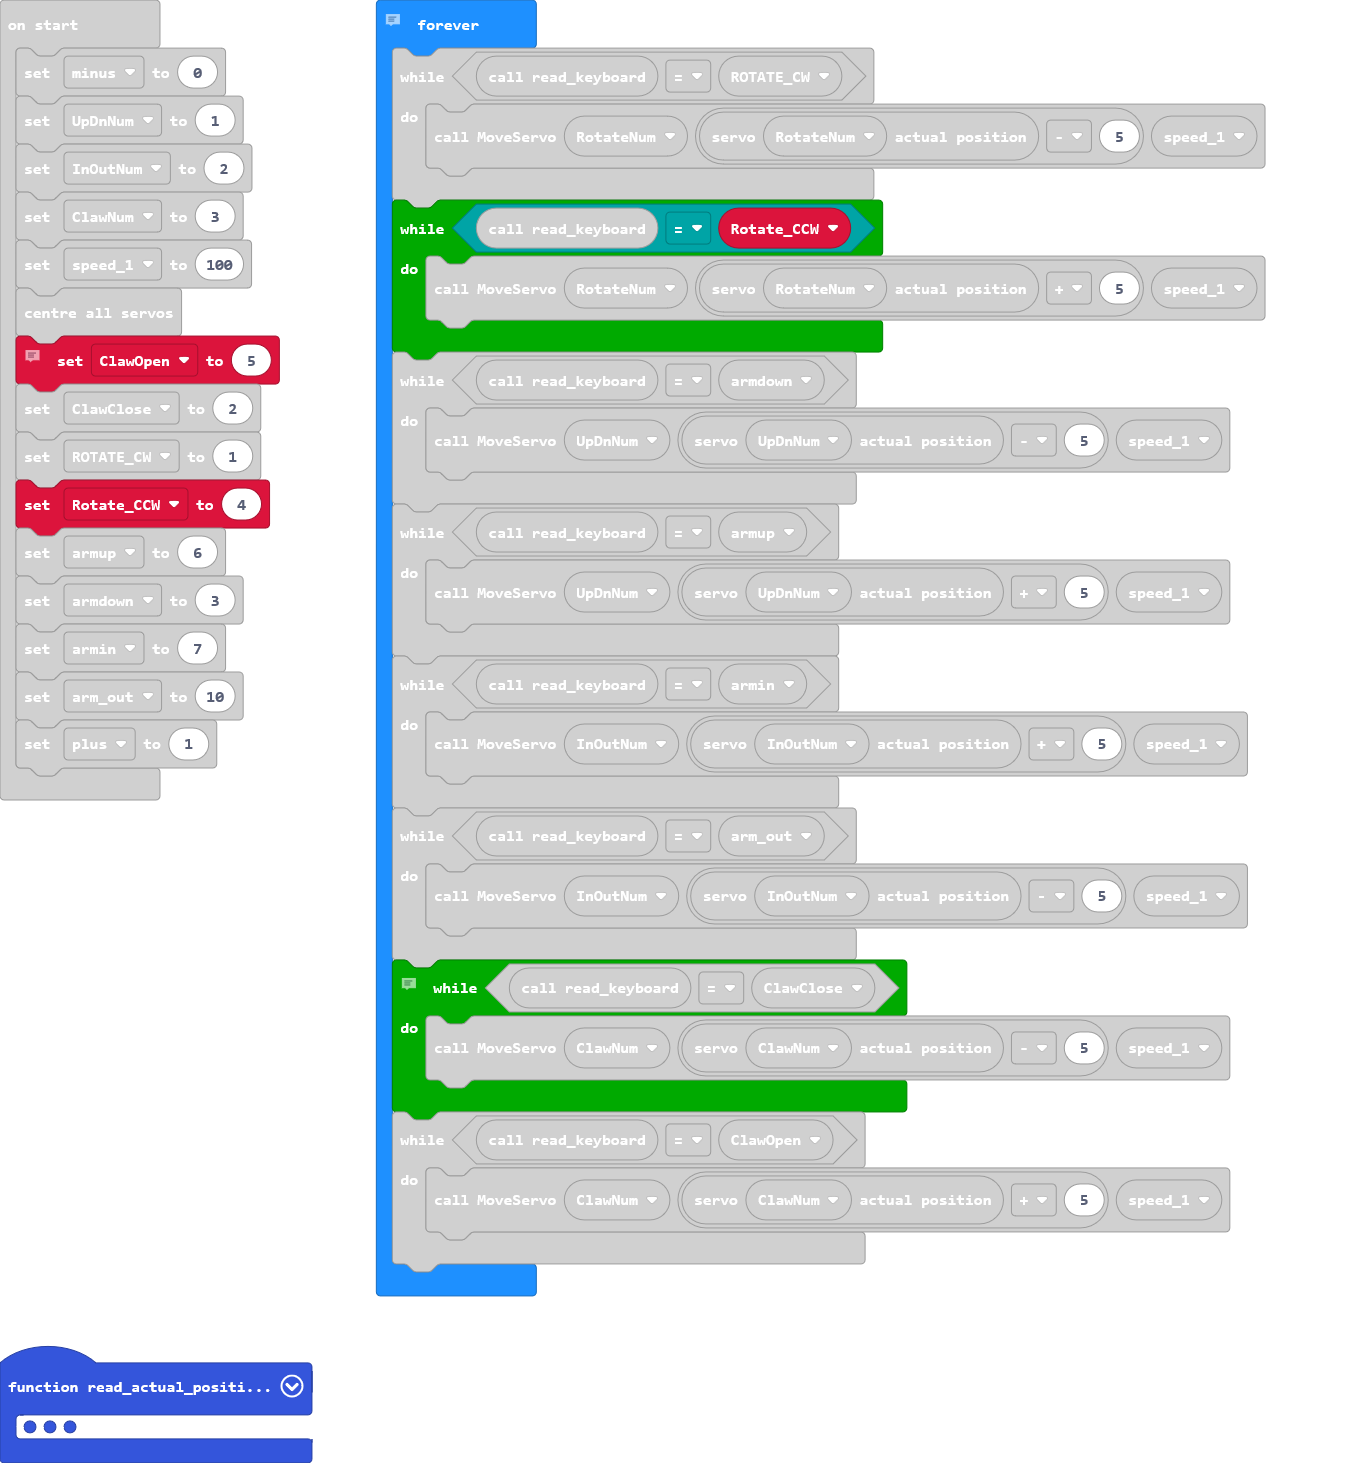 on start
set minus to 0
set UpDnNum to 1
set InOutNum to 2
set ClawNum to 3
set speed_1 to 100
centre all servos
set ClawOpen to 5
set ClawClose to 2
set ROTATE_CW to 1
set Rotate_CCW to 4
set armup to 6
set armdown to 3
set armin to 7
set arm_out to 10
set plus to 1
forever
while call read_keyboard = ROTATE_CW
do
call MoveServo RotateNum servo RotateNum actual position - 5 speed_1
while call read_keyboard = Rotate_CCW
do
call MoveServo RotateNum servo RotateNum actual position + 5 speed_1
while call read_keyboard = armdown
do
call MoveServo UpDnNum servo UpDnNum actual position - 5 speed_1
while call read_keyboard = armup
do
call MoveServo UpDnNum servo UpDnNum actual position + 5 speed_1
while call read_keyboard = armin
do
call MoveServo InOutNum servo InOutNum actual position + 5 speed_1
while call read_keyboard = arm_out
do
call MoveServo InOutNum servo InOutNum actual position - 5 speed_1
while call read_keyboard = ClawClose
do
call MoveServo ClawNum servo ClawNum actual position - 5 speed_1
while call read_keyboard = ClawOpen
do
call MoveServo ClawNum servo ClawNum actual position + 5 speed_1
function read_actual_positi...